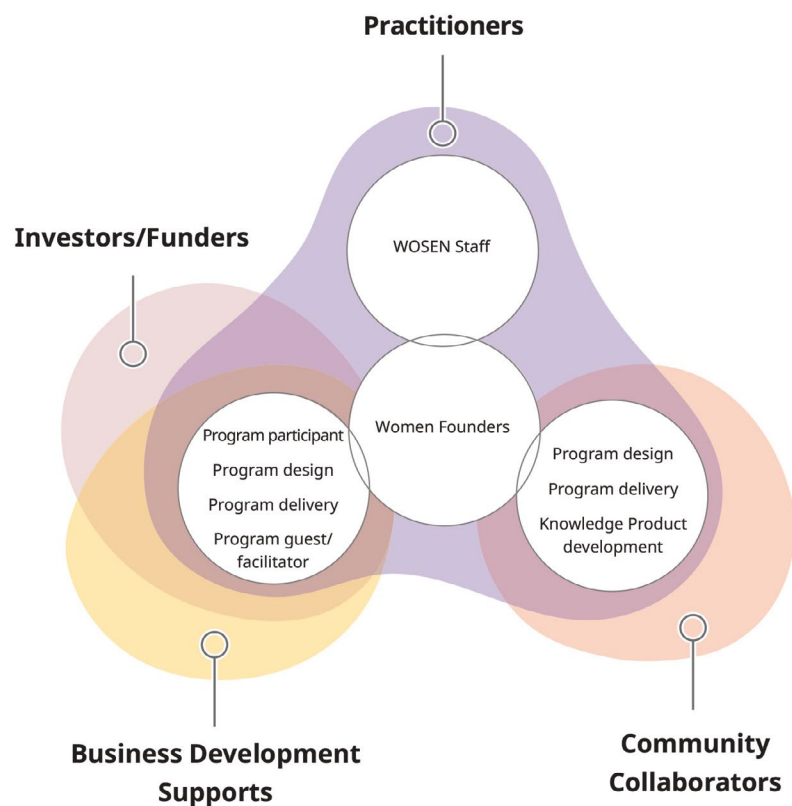 Practitioners
Investors/Funders
WOSEN Staff
Women Founders
Program participant
Program design
Program delivery
Program guest/
facilitator
Program design
Program delivery
Knowledge Product
development
Business Development
Supports
Community
Collaborators